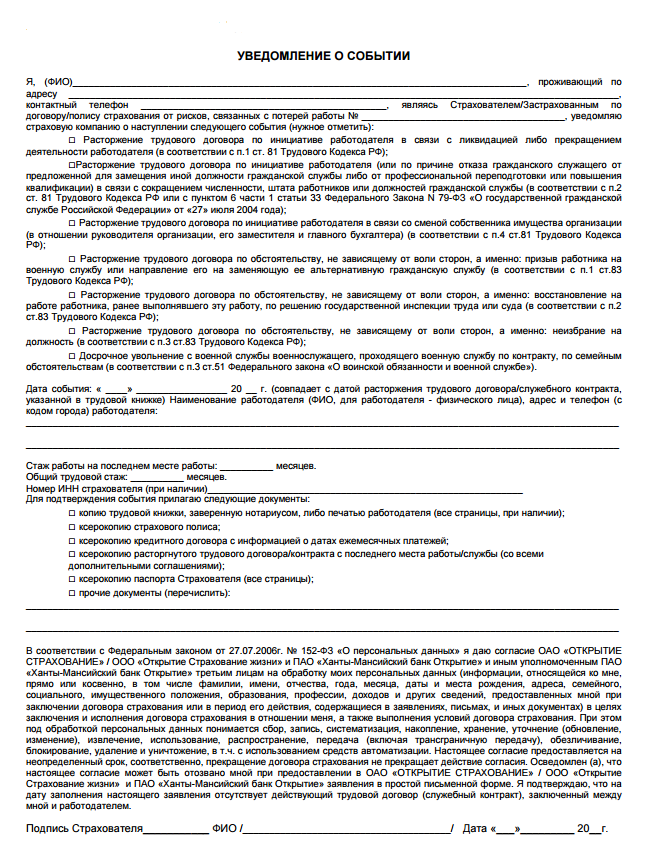 УВЕДОМЛЕНИЕ О СОБЫТИИ
Я, (ФИО)____________________, проживающий по
адресу ____________________,
контактный телефон ____________________, являясь Страхователем/Застрахованным по
договору/полису страхования от рисков, связанных с потерей работы № ____________________, уведомляю
страховую компанию о наступлении следующего события (нужное отметить):
□ Расторжение трудового договора по инициативе работодателя в связи с ликвидацией либо прекращением
деятельности работодателя (в соответствии с п.1 ст. 81 Трудового Кодекса РФ);
□Расторжение трудового договора по инициативе работодателя (или по причине отказа гражданского служащего от
предложенной для замещения иной должности гражданской службы либо от профессиональной переподготовки или повышения
квалификации) в связи с сокращением численности, штата работников или должностей гражданской службы (в соответствии с п.2
ст. 81 Трудового Кодекса РФ или с пунктом 6 части 1 статьи 33 Федерального Закона N 79-ФЗ «О государственной гражданской
службе Российской Федерации» от «27» июля 2004 года);
□ Расторжение трудового договора по инициативе работодателя в связи со сменой собственника имущества организации
(в отношении руководителя организации, его заместителя и главного бухгалтера) (в соответствии с п.4 ст.81 Трудового Кодекса
РФ);
□ Расторжение трудового договора по обстоятельству, не зависящему от воли сторон, а именно: призыв работника на
военную службу или направление его на заменяющую ее альтернативную гражданскую службу (в соответствии с п.1 ст.83
Трудового Кодекса РФ);
□ Расторжение трудового договора по обстоятельству, не зависящему от воли сторон, а именно: восстановление на
работе работника, ранее выполнявшего эту работу, по решению государственной инспекции труда или суда (в соответствии с п.2
ст.83 Трудового Кодекса РФ);
□ Расторжение трудового договора по обстоятельству, не зависящему от воли сторон, а именно: неизбрание на
должность (в соответствии с п.3 ст.83 Трудового Кодекса РФ);
□ Досрочное увольнение с военной службы военнослужащего, проходящего военную службу по контракту, по семейным
обстоятельствам (в соответствии с п.3 ст.51 Федерального закона «О воинской обязанности и военной службе»).
Дата события: « ____» ________________ 20 __ г. (совпадает с датой расторжения трудового договора/служебного контракта,
указанной в трудовой книжке) Наименование работодателя (ФИО, для работодателя - физического лица), адрес и телефон (с
кодом города) работодателя:
Стаж работы на последнем месте работы: __________ месяцев.
Общий трудовой стаж: __________ месяцев.
Номер ИНН страхователя (при наличии)____________________
Для подтверждения события прилагаю следующие документы:
□ копию трудовой книжки, заверенную нотариусом, либо печатью работодателя (все страницы, при наличии);
□ ксерокопию страхового полиса;
□ ксерокопию кредитного договора с информацией о датах ежемесячных платежей;
□ ксерокопию расторгнутого трудового договора/контракта с последнего места работы/службы (со всеми
дополнительными соглашениями);
□ ксерокопию паспорта Страхователя (все страницы);
□ прочие документы (перечислить):
В соответствии с Федеральным законом от 27.07.2006г. № 152-ФЗ «О персональных данных» я даю согласие ОАО «ОТКРЫТИЕ
СТРАХОВАНИЕ» / ООО «Открытие Страхование жизни» и ПАО «Ханты-Мансийский банк Открытие» и иным уполномоченным ПАО
«Ханты-Мансийский банк Открытие» третьим лицам на обработку моих персональных данных (информации, относящейся ко мне,
прямо или косвенно, в том числе фамилии, имени, отчества, года, месяца, даты и места рождения, адреса, семейного,
социального, имущественного положения, образования, профессии, доходов и других сведений, предоставленных мной при
заключении договора страхования или в период его действия, содержащиеся в заявлениях, письмах, и иных документах) в целях
заключения и исполнения договора страхования в отношении меня, а также выполнения условий договора страхования. При этом
под обработкой персональных данных понимается сбор, запись, систематизация, накопление, хранение, уточнение (обновление,
изменение), извлечение, использование, распространение, передача (включая трансграничную передачу), обезличивание,
блокирование, удаление и уничтожение, в т.ч. с использованием средств автоматизации. Настоящее согласие предоставляется на
неопределенный срок, соответственно, прекращение договора страхования не прекращает действие согласия. Осведомлен (а), что
настоящее согласие может быть отозвано мной при предоставлении в ОАО «ОТКРЫТИЕ СТРАХОВАНИЕ» / ООО «Открытие
Страхование жизни» и ПАО «Ханты-Мансийский банк Открытие» заявления в простой письменной форме. Я подтверждаю, что на
дату заполнения настоящего заявления отсутствует действующий трудовой договор (служебный контракт), заключенный между
мной и работодателем.
Подпись Страхователя____________ ФИО /____________________/ Дата «___»_________ 20__г.